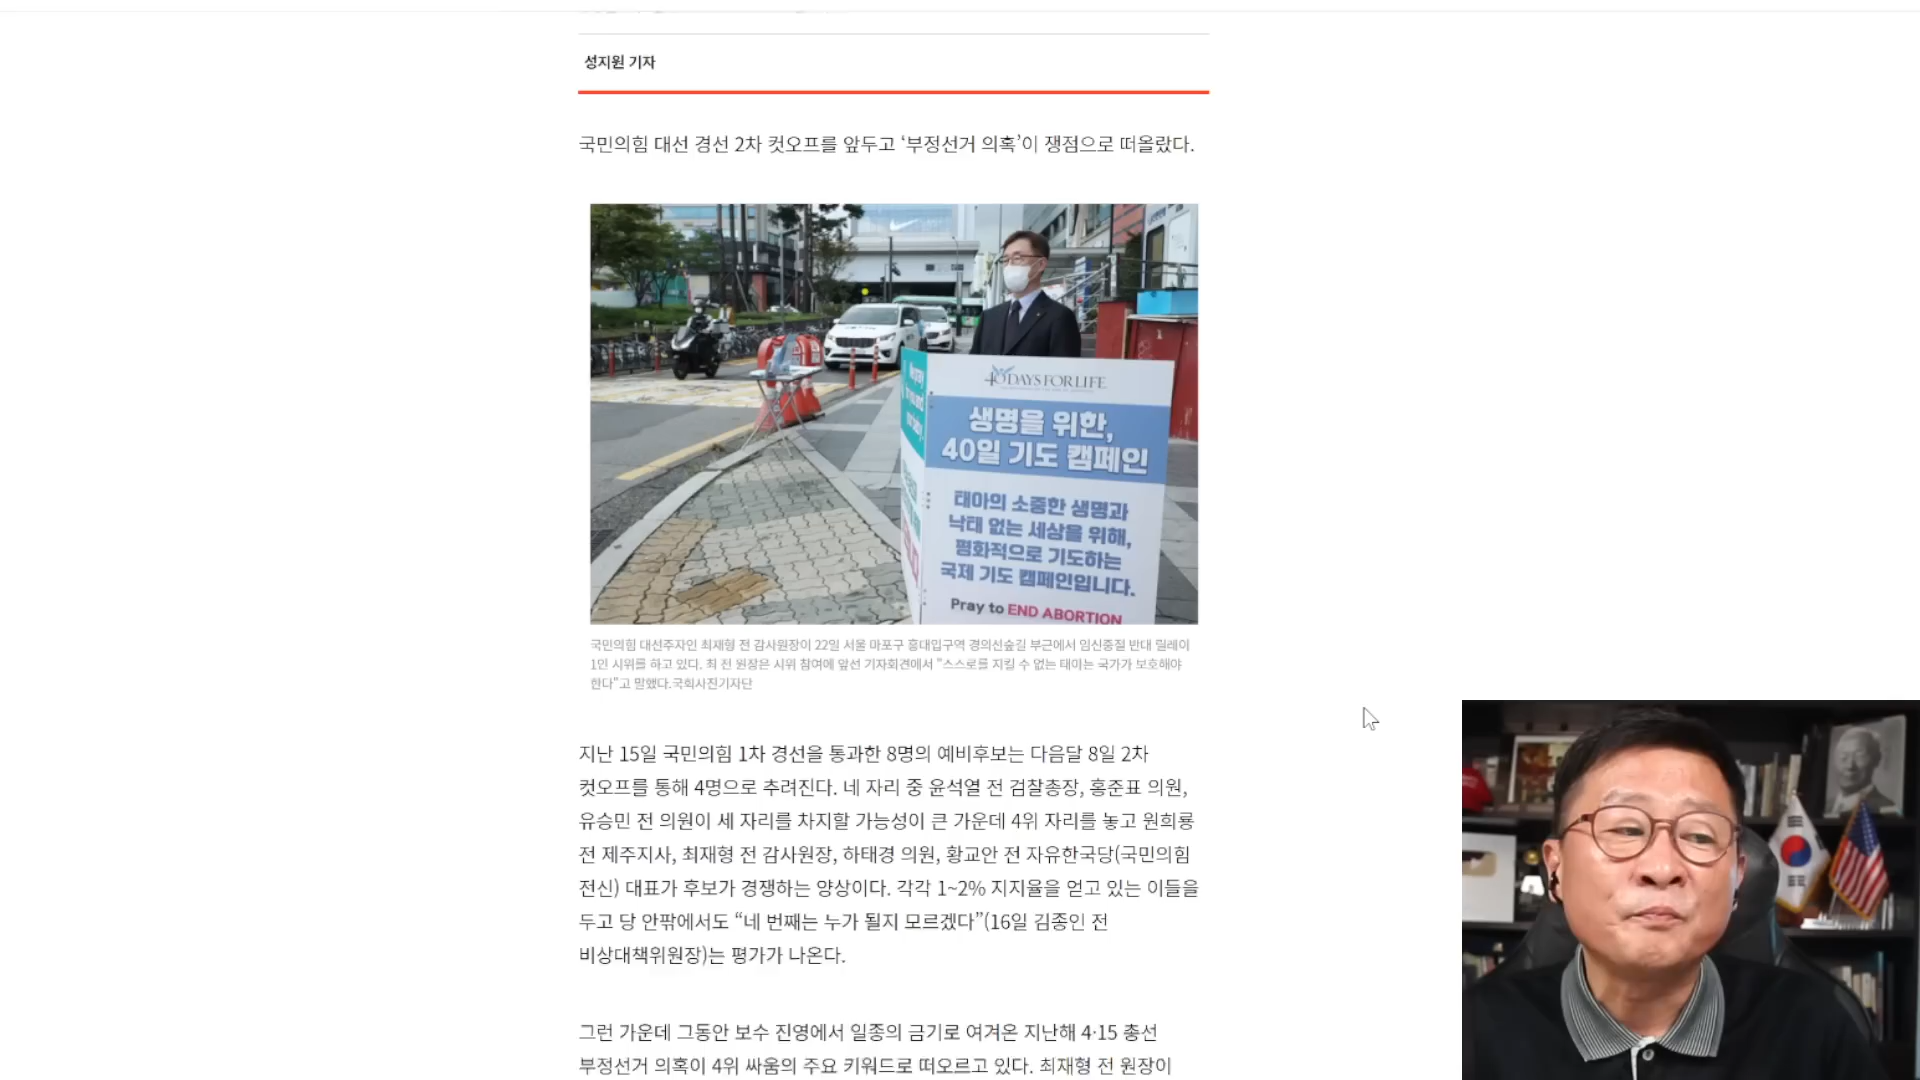 성지원 기자
국민의힘 대선 경선 2차 컷오프를 앞두고 ‘부정선거 의혹’이 쟁점으로 떠올랐다.
40 DAYS FOR LIFE
생명을 위한,
40일 기도 캠페인
태아의 소중한 생명과
낙태 없는 세상을 위해,
평화적으로 기도하는
국제 기도 캠페인입니다.
Pray to END ABORTION
국민의힘 대선주자인 최재형 전 감사원장이 22일 서울 마포구 홍대입구역 경의선숲길 부근에서 임신중절 반대 릴레이
1인 시위를 하고 있다. 최 전 원장은 시위 참여에 앞선 기자회견에서 "스스로를 지킬 수 없는 태아는 국가가 보호해야
한다"고 말했다.국회사진기자단
지난 15일 국민의힘 1차 경선을 통과한 8명의 예비후보는 다음달 8일 2차
컷오프를 통해 4명으로 추려진다. 네 자리 중 윤석열 전 검찰총장, 홍준표 의원,
유승민 전 의원이 세 자리를 차지할 가능성이 큰 가운데 4위 자리를 놓고 원희룡
전 제주지사, 최재형 전 감사원장, 하태경 의원, 황교안 전 자유한국당(국민의힘
전신) 대표가 후보가 경쟁하는 양상이다. 각각 1~2% 지지율을 얻고 있는 이들을
두고 당 안팎에서도 “네 번째는 누가 될지 모르겠다”(16일 김종인 전
비상대책위원장)는 평가가 나온다.
그런 가운데 그동안 보수 진영에서 일종의 금기로 여겨온 지난해 4·15 총선
부정선거 의혹이 4위 싸움의 주요 키워드로 떠오르고 있다. 최재형 전 원장이